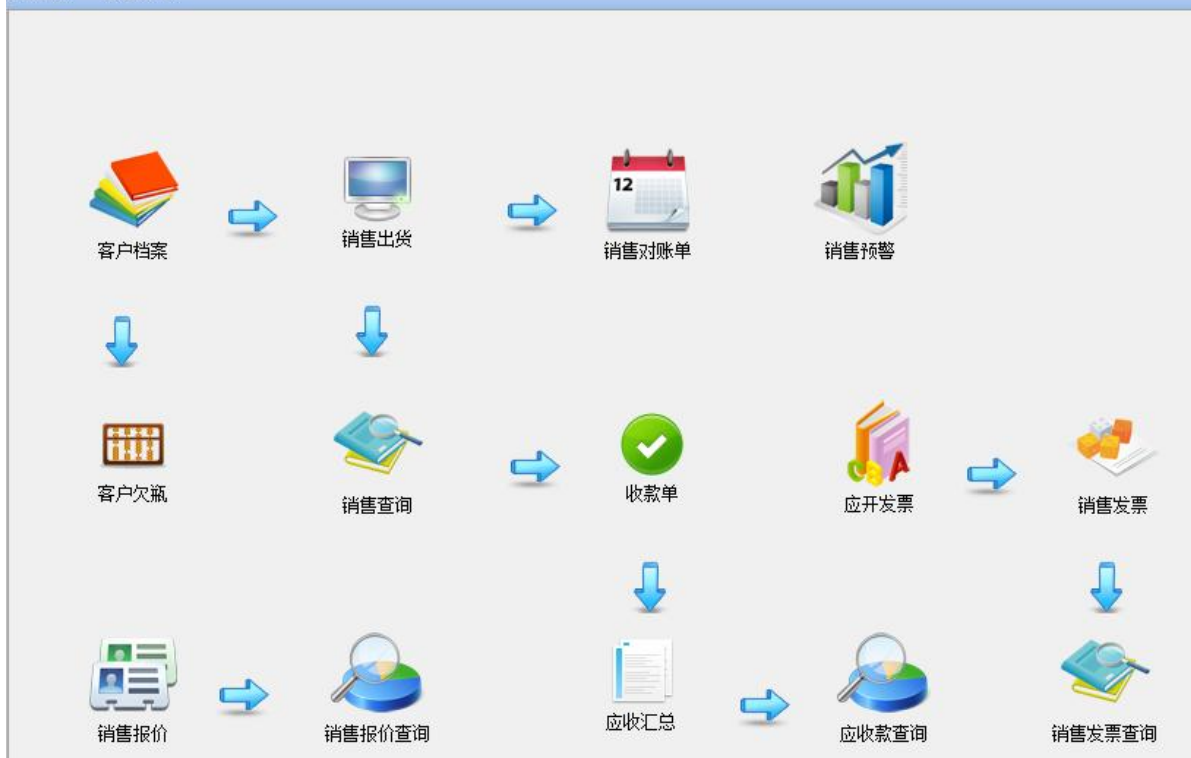 客户档案
销售出货
12
销售对账单
销售预警
客户欠瓶
销售查询
收款单
应开发票
销售发票
销售报价
销售报价查询
应收汇总
应收款查询
销售发票查询